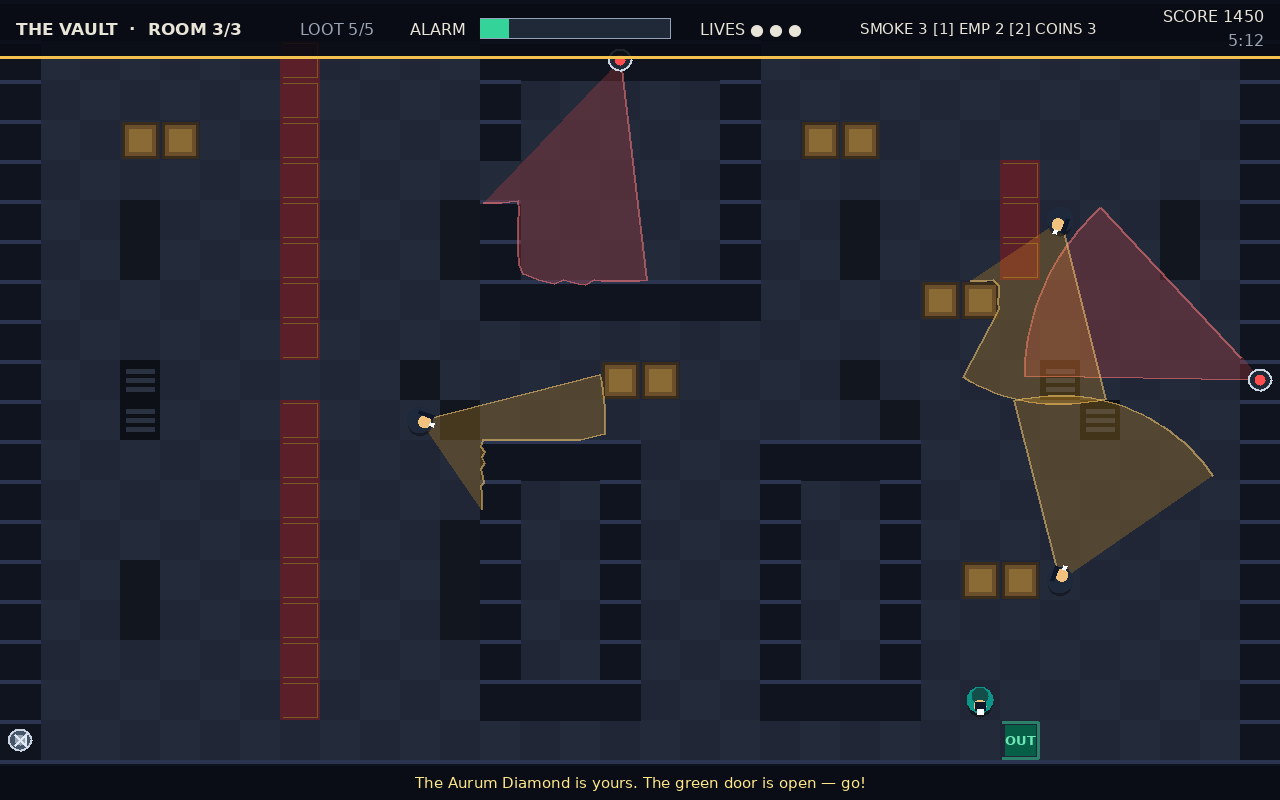 THE VAULT · ROOM 3/3 LOOT 5/5 ALARM LIVES SMOKE 3 [1] EMP 2 [2] COINS 3 SCORE 1450
5:12
OUT
The Aurum Diamond is yours. The green door is open — go!